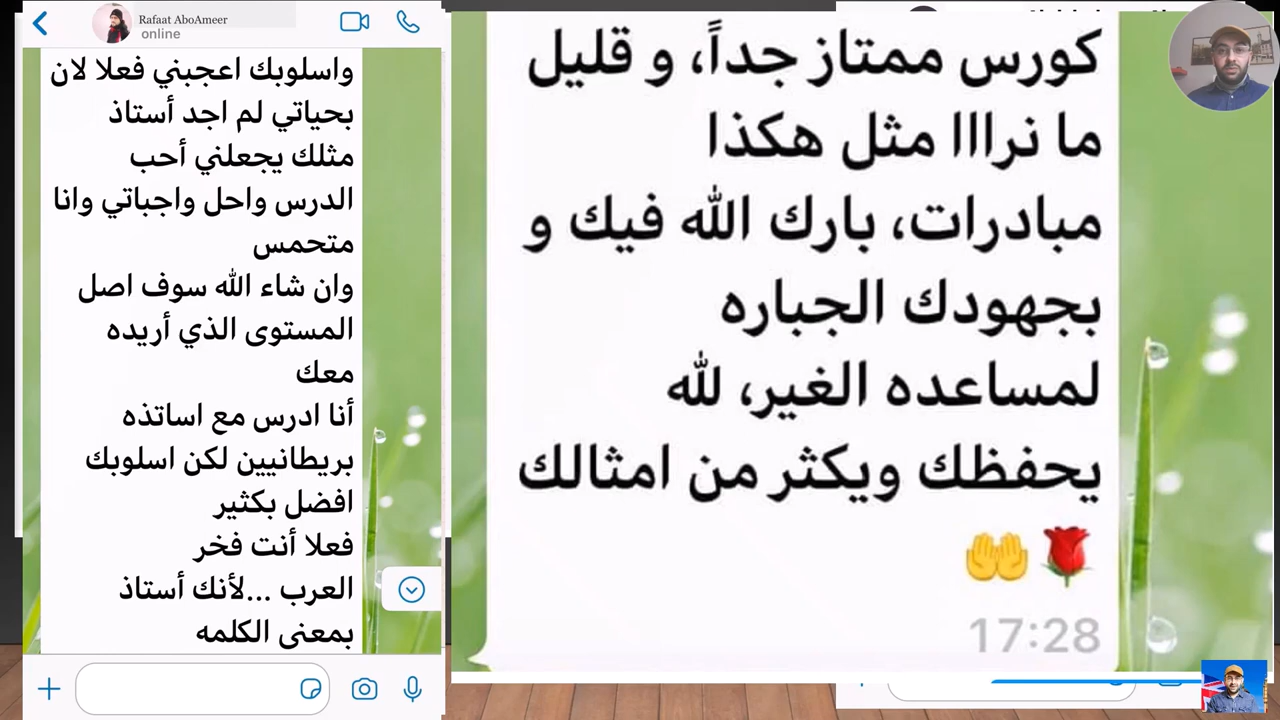 Rafaat AboAmeer
online
واسلوبك اعجبني فعلا لان
بحياتي لم اجد أستاذ
مثلك يجعلني أحب
الدرس واحل واجباتي وانا
متحمس
وان شاء الله سوف اصل
المستوى الذي أريده
معك
أنا ادرس مع اساتذه
بريطانيين لكن اسلوبك
افضل بكثير
فعلا أنت فخر
العرب ...لأنك أستاذ
بمعنى الكلمه
كورس ممتاز جداً، و قليل
ما نرااا مثل هكذا
مبادرات، بارك الله فيك و
بجهودك الجباره
لمساعده الغير، لله
يحفظك ويكثر من امثالك
🌹🤲
17:28